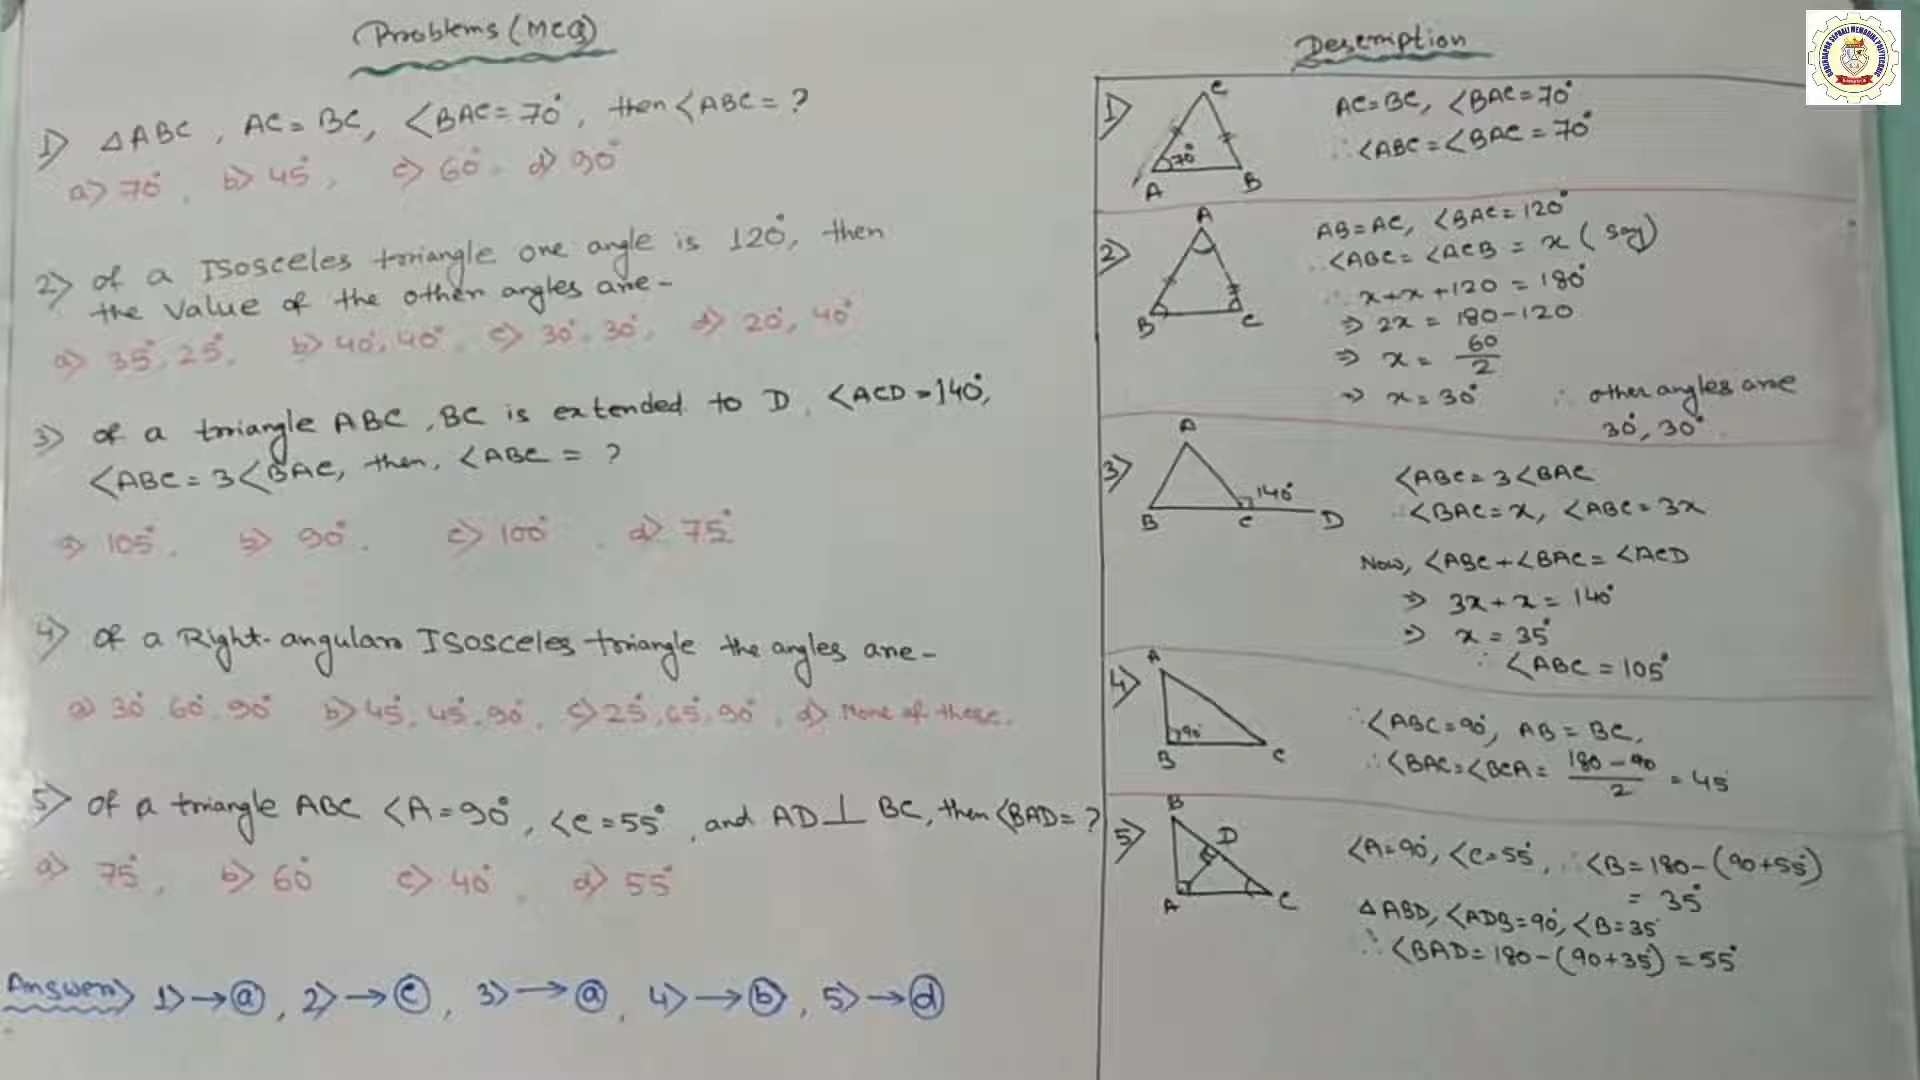 Problems (MCQ)
1) △ABC, AC = BC, <BAC = 70°, then <ABC = ?
a) 70°, b) 45°, c) 60°, d) 90°
2) Of a Isosceles triangle one angle is 120°, then
the value of the other angles are -
a) 35°, 25°, b) 40°, 40°, c) 30°, 30°, d) 20°, 40°
3) Of a triangle ABC, BC is extended to D, <ACD = 140°,
<ABC = 3<BAC, then, <ABC = ?
a) 105°, b) 90°, c) 100°, d) 75°
4) Of a Right-angular Isosceles triangle the angles are -
a) 30°, 60°, 90° b) 45°, 45°, 90°, c) 25°, 65°, 90°, d) None of these.
5) Of a triangle ABC <A = 90°, <C = 55°, and AD ⊥ BC, then <BAD = ?
a) 75°, b) 60° c) 40°, d) 55°
Answer) 1) → a, 2) → c, 3) → a, 4) → b, 5) → d
Description
1) C
70°
A B
AC = BC, <BAC = 70°
∴ <ABC = <BAC = 70°
2) A
B C
AB = AC, <BAC = 120°
∴ <ABC = <ACB = x (say)
∴ x + x + 120 = 180°
⇒ 2x = 180 - 120
⇒ x = 60/2
⇒ x = 30° ∴ other angles are
30°, 30°.
3) A
140°
B C D
<ABC = 3<BAC
∴ <BAC = x, <ABC = 3x
Now, <ABC + <BAC = <ACD
⇒ 3x + x = 140°
⇒ x = 35°
∴ <ABC = 105°
4) A
90°
B C
∴ <ABC = 90°, AB = BC,
∴ <BAC = <BCA = (180 - 90)/2 = 45
5) B
D
A C
<A = 90°, <C = 55°, ∴ <B = 180 - (90 + 55°)
= 35°
△ABD, <ADB = 90°, <B = 35°
∴ <BAD = 180 - (90 + 35°) = 55°